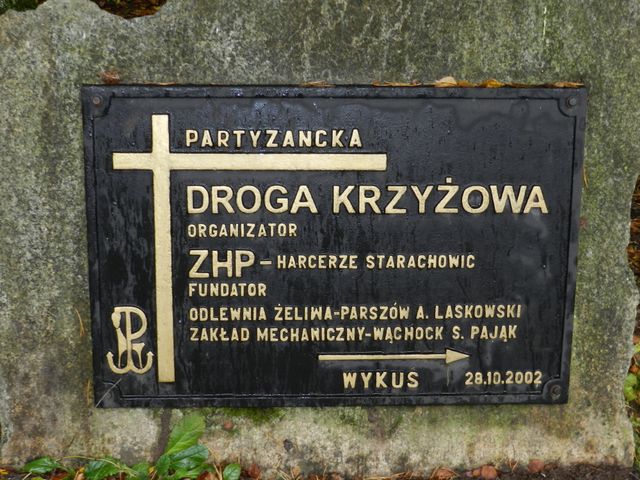 PARTYZANCKA
DROGA KRZYŻOWA
ORGANIZATOR
ZHP – HARCERZE STARACHOWIC
FUNDATOR
ODLEWNIA ŻELIWA-PARSZÓW A. LASKOWSKI
ZAKŁAD MECHANICZNY-WĄCHOCK S. PAJĄK
WYKUS 28.10.2002